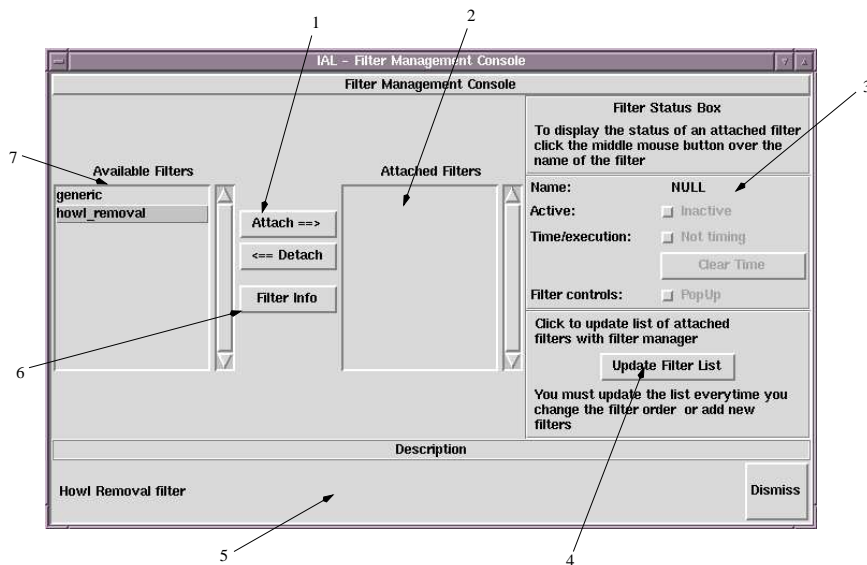 1
2
IAL - Filter Management Console
Filter Management Console
3
Filter Status Box
To display the status of an attached filter
click the middle mouse button over the
name of the filter
7
Available Filters
Attached Filters
generic
howl_removal
Attach ==>
<== Detach
Filter Info
Name: NULL
Active: Inactive
Time/execution: Not timing
Clear Time
Filter controls: PopUp
Click to update list of attached
filters with filter manager
Update Filter List
You must update the list everytime you
change the filter order or add new
filters
6
Description
Howl Removal filter
Dismiss
5
4